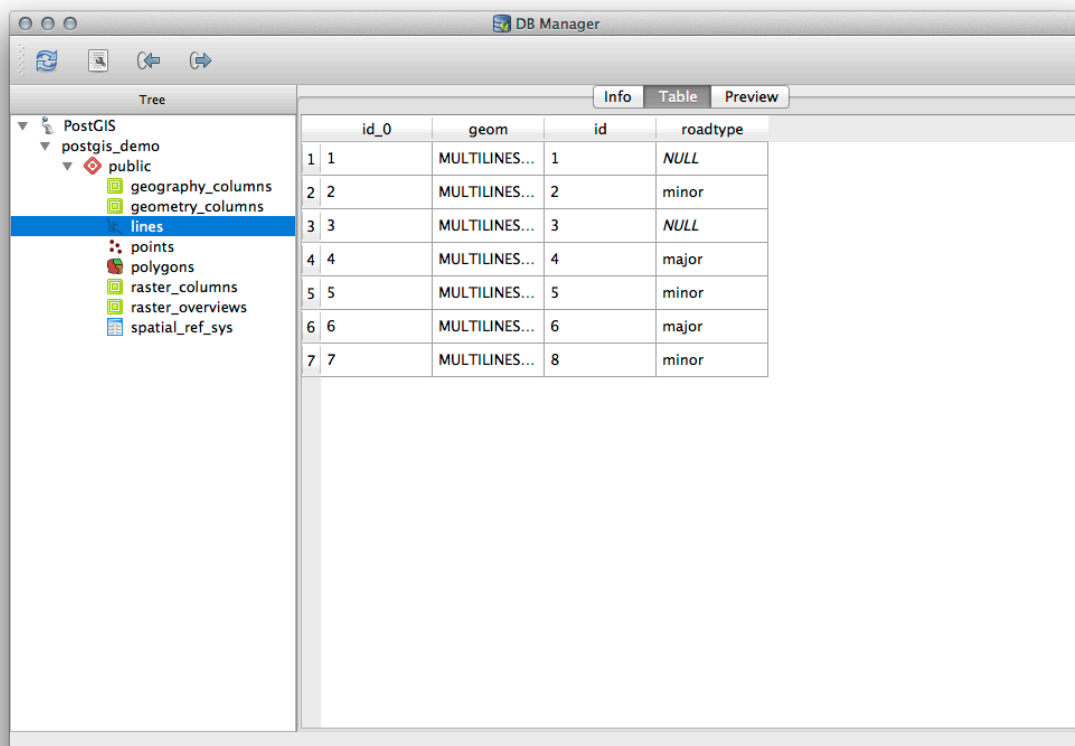 DB Manager
Tree
Info Table Preview
PostGIS
postgis_demo
public
geography_columns
geometry_columns
lines
points
polygons
raster_columns
raster_overviews
spatial_ref_sys
id_0 geom id roadtype
1 1 MULTILINES... 1 NULL
2 2 MULTILINES... 2 minor
3 3 MULTILINES... 3 NULL
4 4 MULTILINES... 4 major
5 5 MULTILINES... 5 minor
6 6 MULTILINES... 6 major
7 7 MULTILINES... 8 minor